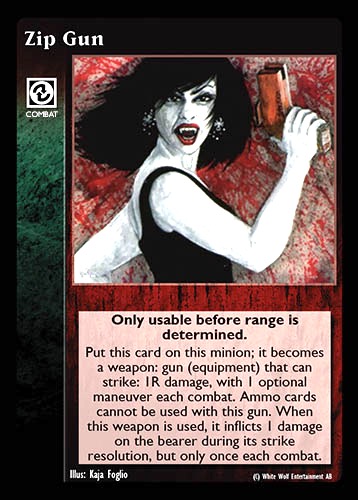 Zip Gun
COMBAT
Only usable before range is
determined.
Put this card on this minion; it becomes
a weapon: gun (equipment) that can
strike: 1R damage, with 1 optional
maneuver each combat. Ammo cards
cannot be used with this gun. When
this weapon is used, it inflicts 1 damage
on the bearer during its strike
resolution, but only once each combat.
Illus: Kaja Foglio
(C) White Wolf Entertainment AB